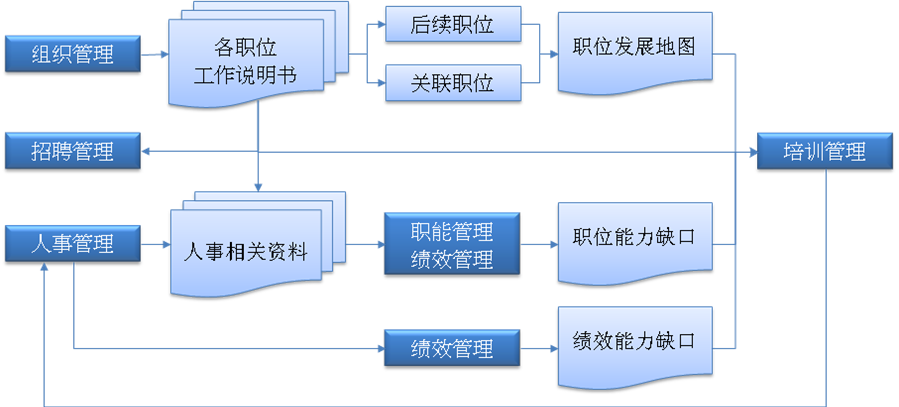 组织管理
各职位
工作说明书
后续职位
关联职位
职位发展地图
招聘管理
培训管理
人事管理
人事相关资料
职能管理
绩效管理
职位能力缺口
绩效管理
绩效能力缺口